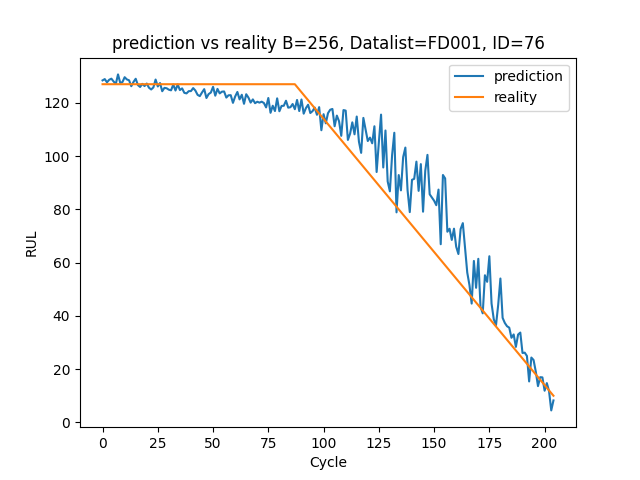 prediction vs reality B=256, Datalist=FD001, ID=76
prediction
reality
120
100
80
60
40
20
0
RUL
0 25 50 75 100 125 150 175 200
Cycle